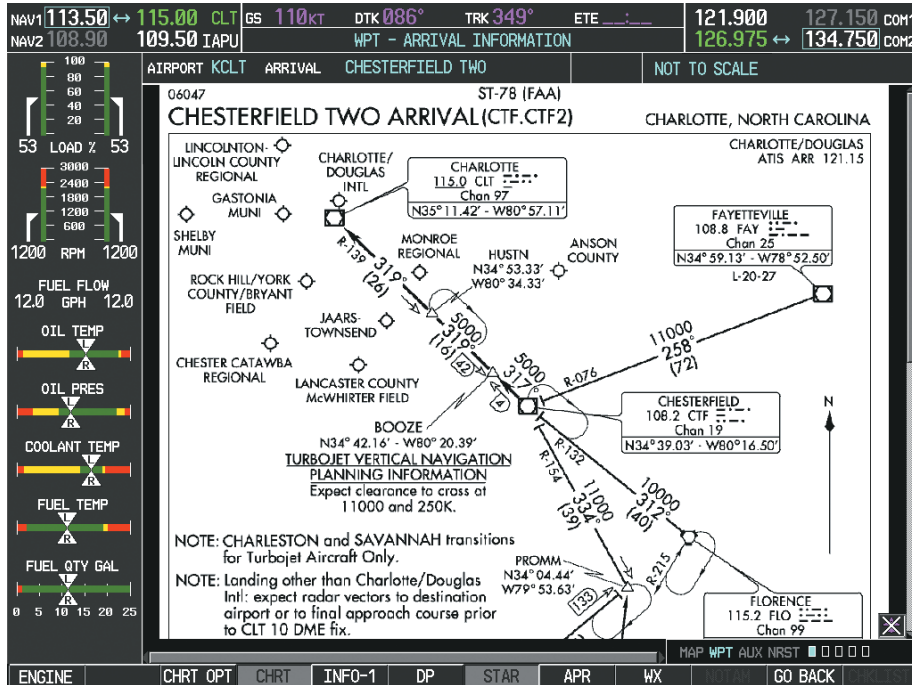 NAV1 113.50 ↔ 115.00 CLT
NAV2 108.90 109.50 IAPU
GS 110KT DTK 086° TRK 349° ETE __:__
WPT - ARRIVAL INFORMATION
121.900 127.150 COM1
126.975 ↔ 134.750 COM2
AIRPORT KCLT ARRIVAL CHESTERFIELD TWO NOT TO SCALE
100
80
60
40
20
53 LOAD % 53
3000
2400
1800
1200
600
1200 RPM 1200
FUEL FLOW
12.0 GPH 12.0
OIL TEMP
L
R
OIL PRES
L
R
COOLANT TEMP
L
R
FUEL TEMP
L
R
FUEL QTY GAL
L
R
0 5 10 15 20 25
06047 ST-78 (FAA)
CHESTERFIELD TWO ARRIVAL (CTF.CTF2) CHARLOTTE, NORTH CAROLINA
CHARLOTTE/DOUGLAS
ATIS ARR 121.15
LINCOLNTON-
LINCOLN COUNTY
REGIONAL
CHARLOTTE/
DOUGLAS
INTL
CHARLOTTE
115.0 CLT
Chan 97
N35°11.42' - W80°57.11'
GASTONIA
MUNI
SHELBY
MUNI
FAYETTEVILLE
108.8 FAY
Chan 25
N34°59.13' - W78°52.50'
L-20-27
MONROE
REGIONAL
HUSTN
N34°53.33'
W80°34.33'
ANSON
COUNTY
R-139
319°
(26)
ROCK HILL/YORK
COUNTY/BRYANT
FIELD
JAARS-
TOWNSEND
5000
319°
(16)
42
11000
258°
(72)
R-076
CHESTER CATAWBA
REGIONAL
LANCASTER COUNTY
McWHIRTER FIELD
5000
317°
4
CHESTERFIELD
108.2 CTF
Chan 19
N34°39.03' - W80°16.50'
N
BOOZE
N34°42.16' - W80°20.39'
TURBOJET VERTICAL NAVIGATION
PLANNING INFORMATION
Expect clearance to cross at
11000 and 250K.
R-132
R-154
11000
334°
(39)
10000
312°
(40)
NOTE: CHARLESTON and SAVANNAH transitions
for Turbojet Aircraft Only.
NOTE: Landing other than Charlotte/Douglas
Intl: expect radar vectors to destination
airport or to final approach course prior
to CLT 10 DME fix.
PROMM
N34°04.44'
W79°53.63'
133
R-215
FLORENCE
115.2 FLO
Chan 99
MAP WPT AUX NRST
ENGINE CHRT OPT CHRT INFO-1 DP STAR APR WX NOTAM GO BACK CHKLIST